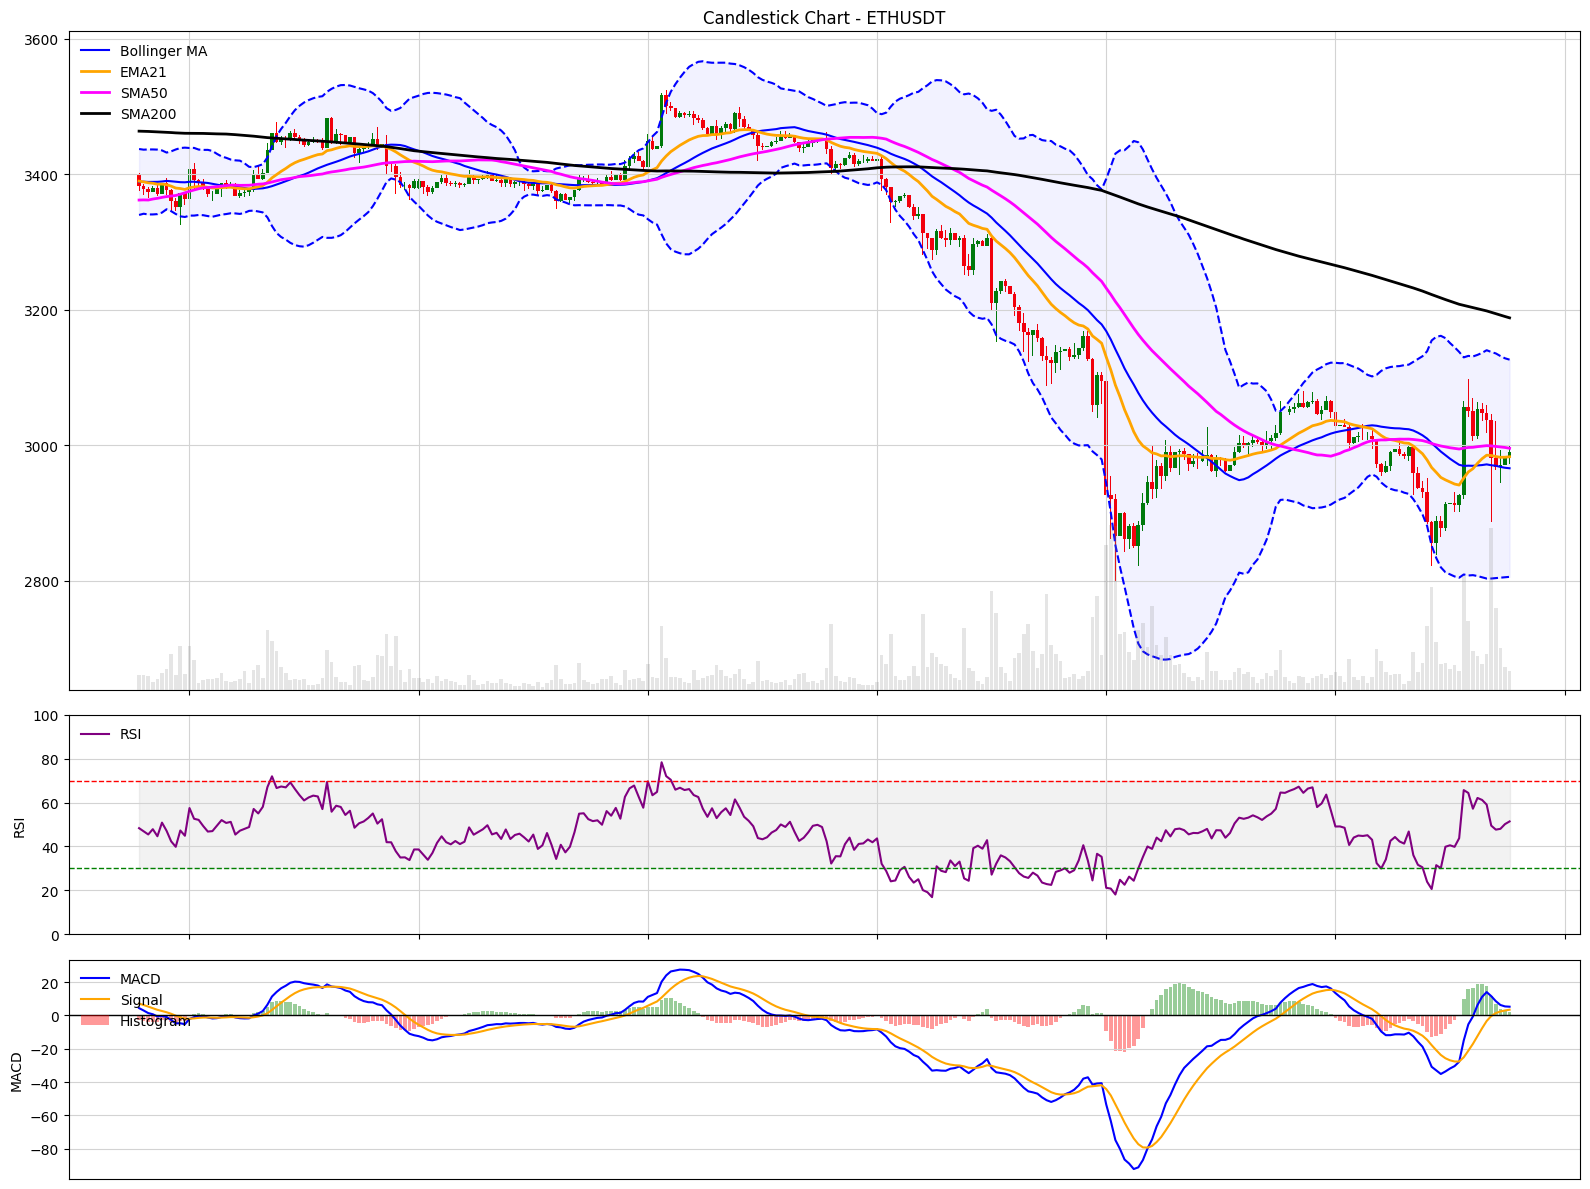 Candlestick Chart - ETHUSDT
3600
3400
3200
3000
2800
Bollinger MA
EMA21
SMA50
SMA200
100
80
60
40
20
0
RSI
RSI
20
0
−20
−40
−60
−80
MACD
MACD
Signal
Histogram